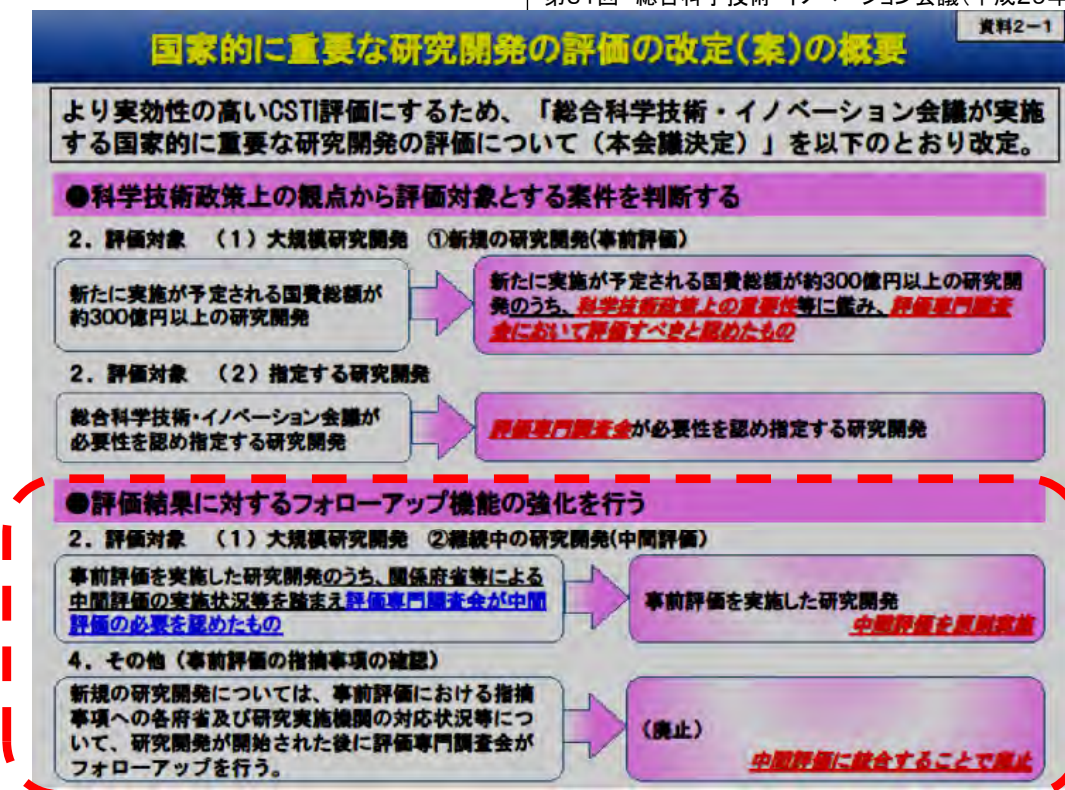 第31回 総合科学技術・イノベーション会議(平成29年
資料2-1
国家的に重要な研究開発の評価の改定(案)の概要
より実効性の高いCSTI評価にするため、「総合科学技術・イノベーション会議が実施
する国家的に重要な研究開発の評価について(本会議決定)」を以下のとおり改定。
●科学技術政策上の観点から評価対象とする案件を判断する
2.評価対象 (1)大規模研究開発 ①新規の研究開発(事前評価)
新たに実施が予定される国費総額が
約300億円以上の研究開発
新たに実施が予定される国費総額が約300億円以上の研究開
発のうち、科学技術政策上の重要性等に鑑み、評価専門調査
会において評価すべきと認めたもの
2.評価対象 (2)指定する研究開発
総合科学技術・イノベーション会議が
必要性を認め指定する研究開発
評価専門調査会が必要性を認め指定する研究開発
●評価結果に対するフォローアップ機能の強化を行う
2.評価対象 (1)大規模研究開発 ②継続中の研究開発(中間評価)
事前評価を実施した研究開発のうち、関係府省等による
中間評価の実施状況等を踏まえ評価専門調査会が中間
評価の必要を認めたもの
事前評価を実施した研究開発
中間評価を原則実施
4.その他(事前評価の指摘事項の確認)
新規の研究開発については、事前評価における指摘
事項への各府省及び研究実施機関の対応状況等につ
いて、研究開発が開始された後に評価専門調査会が
フォローアップを行う。
(廃止)
中間評価に統合することで廃止